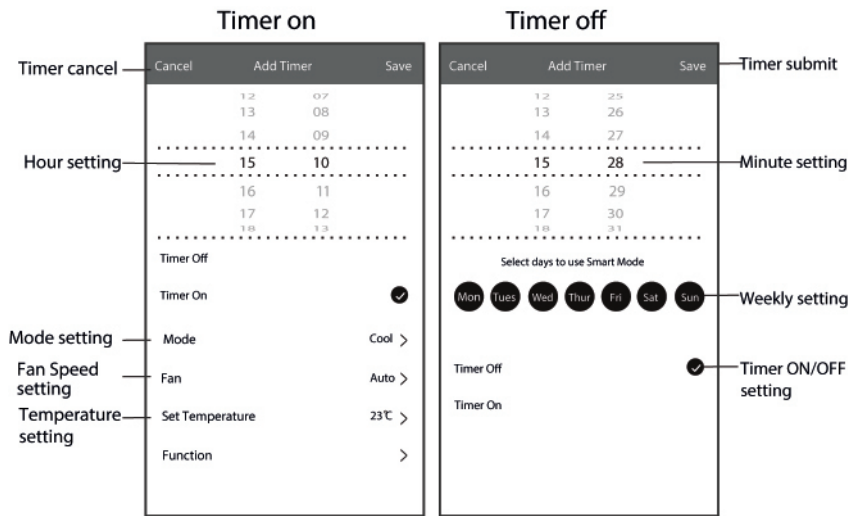 Timer on
Timer off
Timer cancel
Cancel Add Timer Save
Cancel Add Timer Save
Timer submit
12 07
13 08
14 09
15 10
16 11
17 12
18 13
12 25
13 26
14 27
15 28
16 29
17 30
18 31
Hour setting
Minute setting
Timer Off
Timer On
Mode setting
Mode Cool >
Fan Speed
setting
Fan Auto >
Temperature
setting
Set Temperature 23℃ >
Function >
Select days to use Smart Mode
Mon Tues Wed Thur Fri Sat Sun
Weekly setting
Timer Off
Timer On
Timer ON/OFF
setting